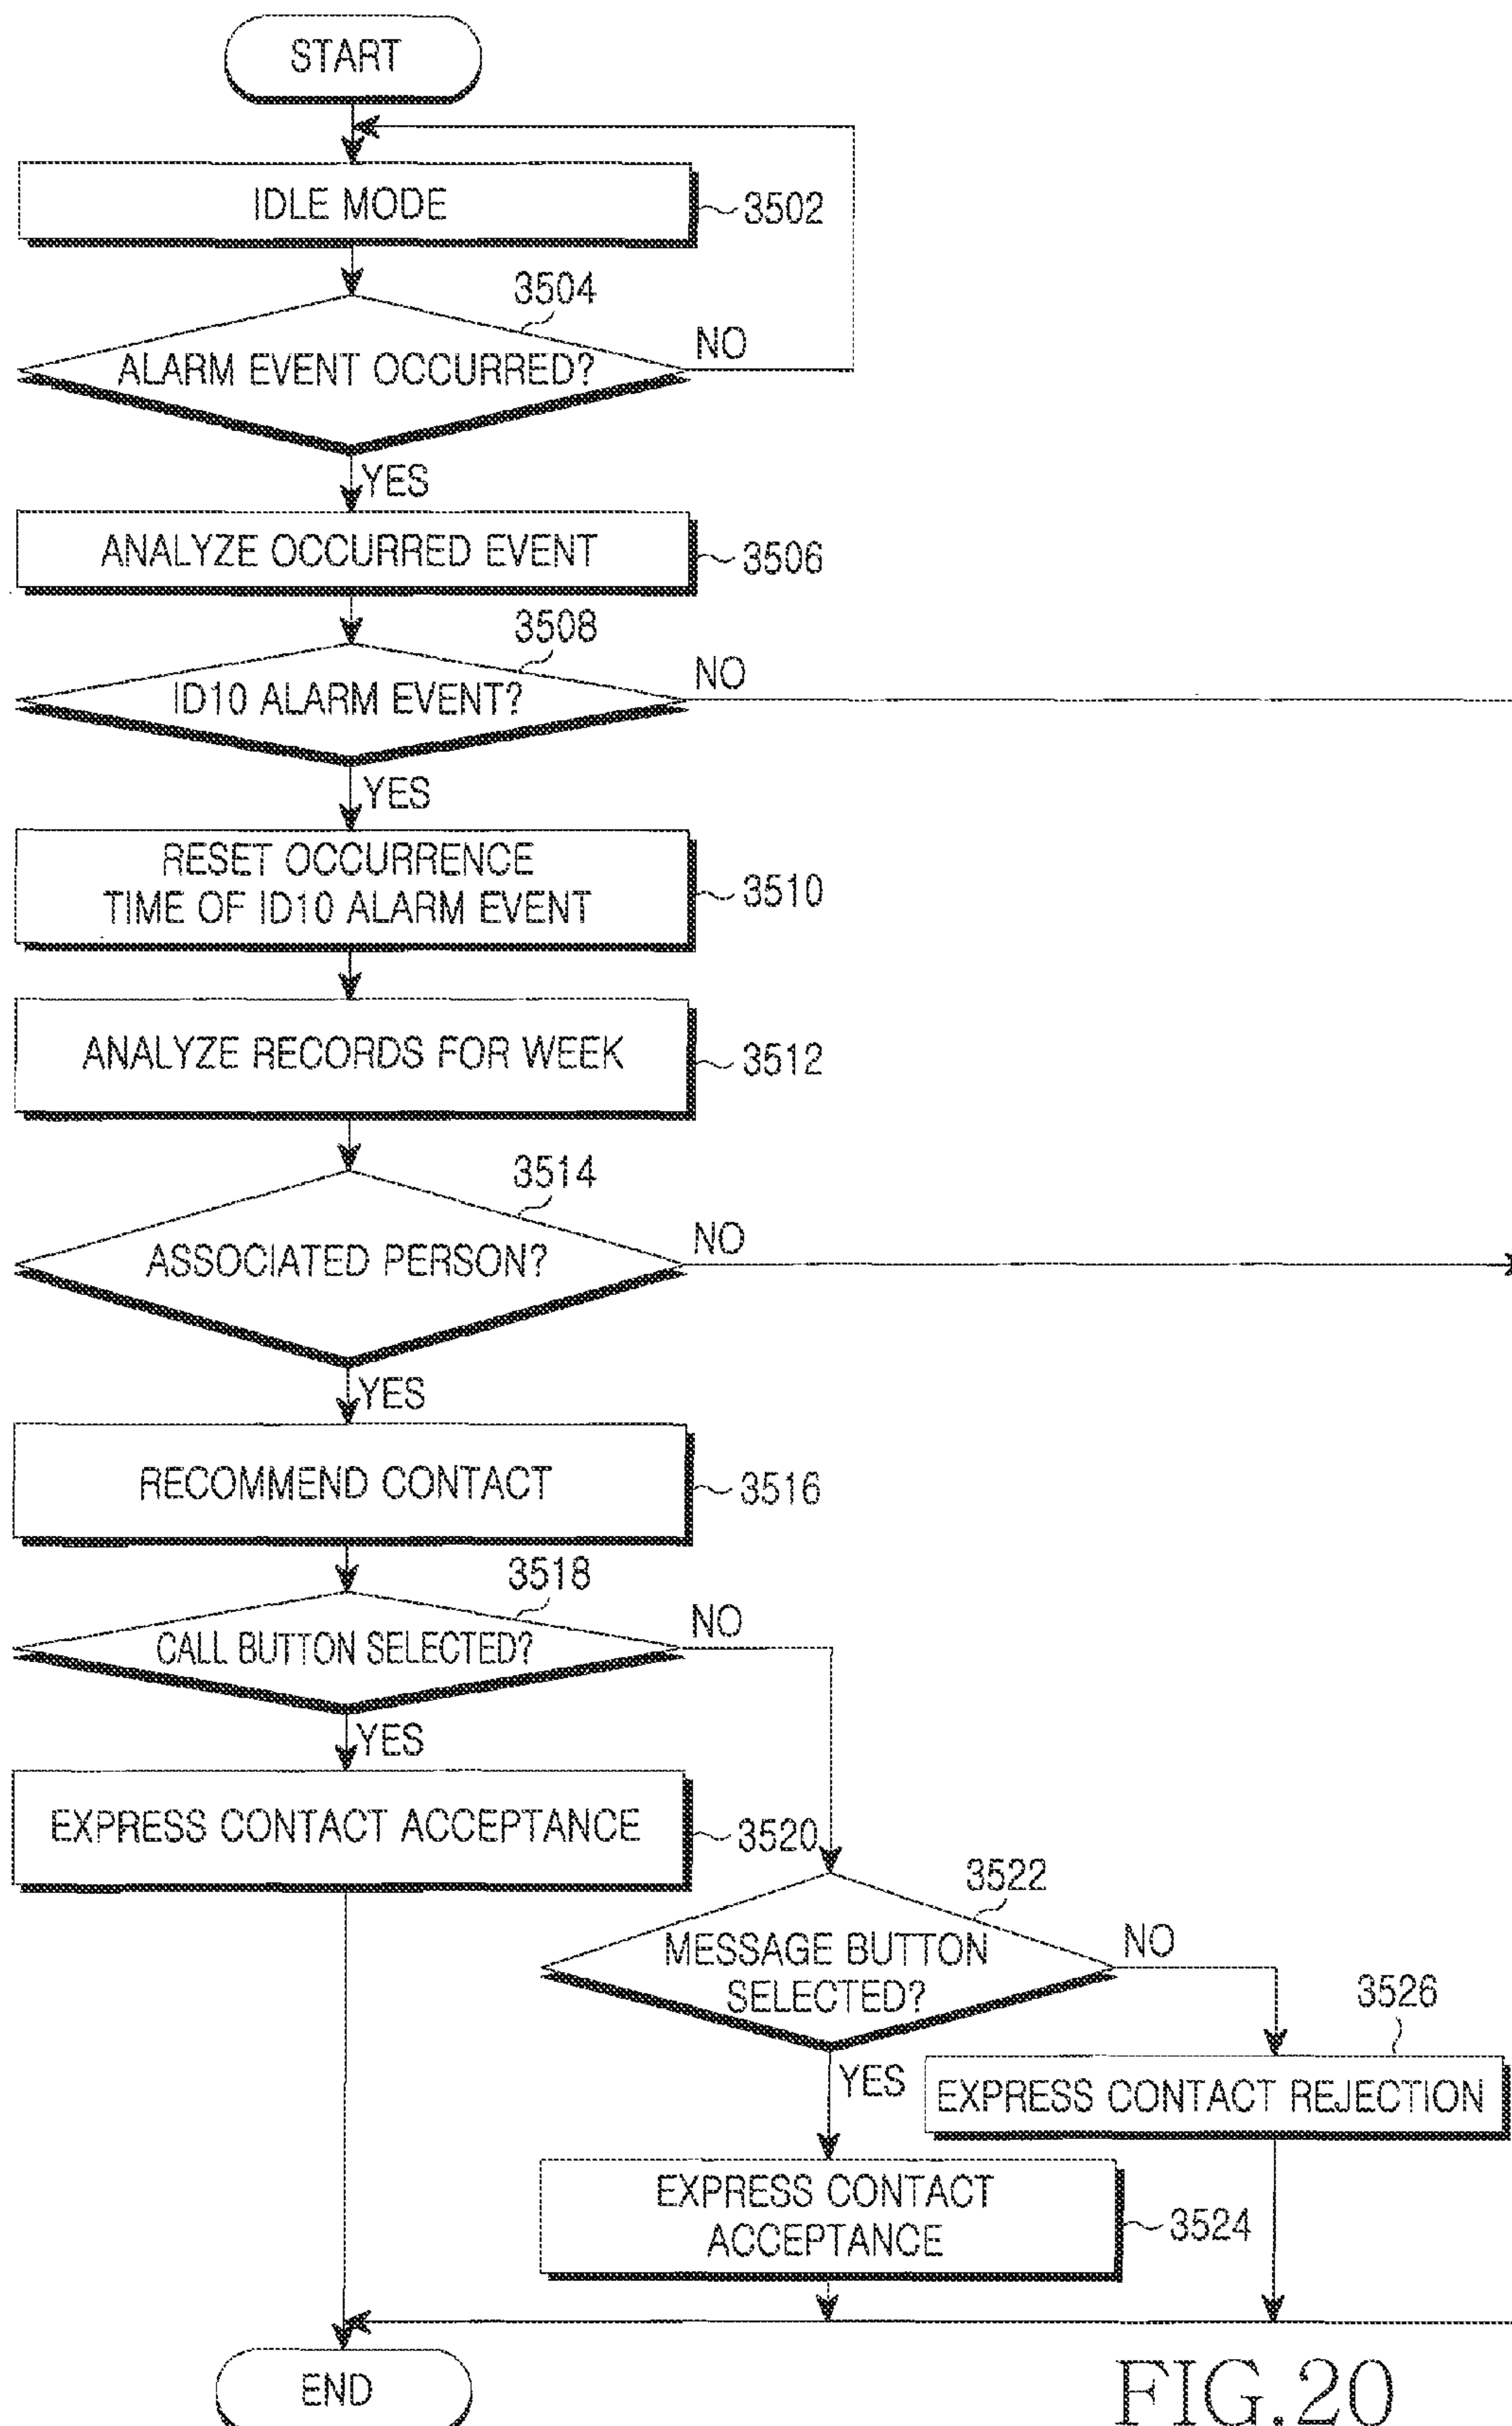 START
IDLE MODE
3502
3504
ALARM EVENT OCCURRED?
NO
YES
ANALYZE OCCURRED EVENT
3506
3508
ID10 ALARM EVENT?
NO
YES
RESET OCCURRENCE
TIME OF ID10 ALARM EVENT
3510
ANALYZE RECORDS FOR WEEK
3512
3514
ASSOCIATED PERSON?
NO
YES
RECOMMEND CONTACT
3516
3518
CALL BUTTON SELECTED?
NO
YES
EXPRESS CONTACT ACCEPTANCE
3520
3522
MESSAGE BUTTON
SELECTED?
NO
YES
3526
EXPRESS CONTACT REJECTION
EXPRESS CONTACT
ACCEPTANCE
3524
END
FIG.20